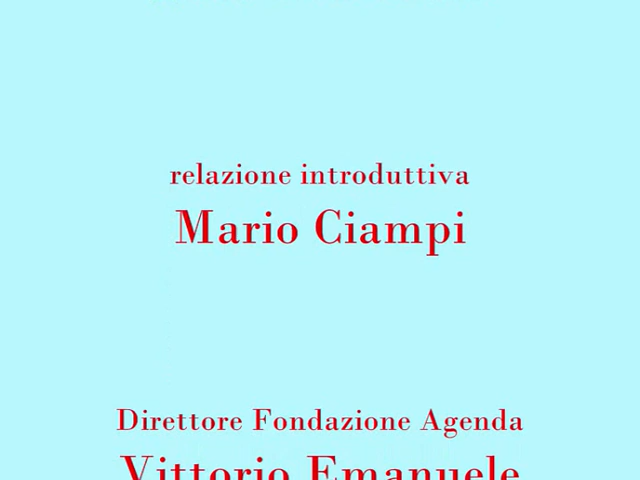 relazione introduttiva
Mario Ciampi
Direttore Fondazione Agenda
Vittorio Emanuele